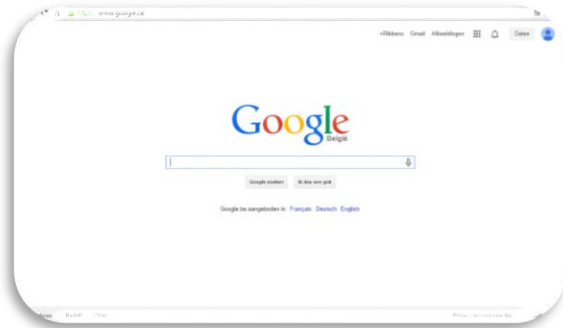 www.google.be
+Ribbens Gmail Afbeeldingen Delen
Google
België
Google zoeken Ik doe een gok
Google.be aangeboden in: Français Deutsch English